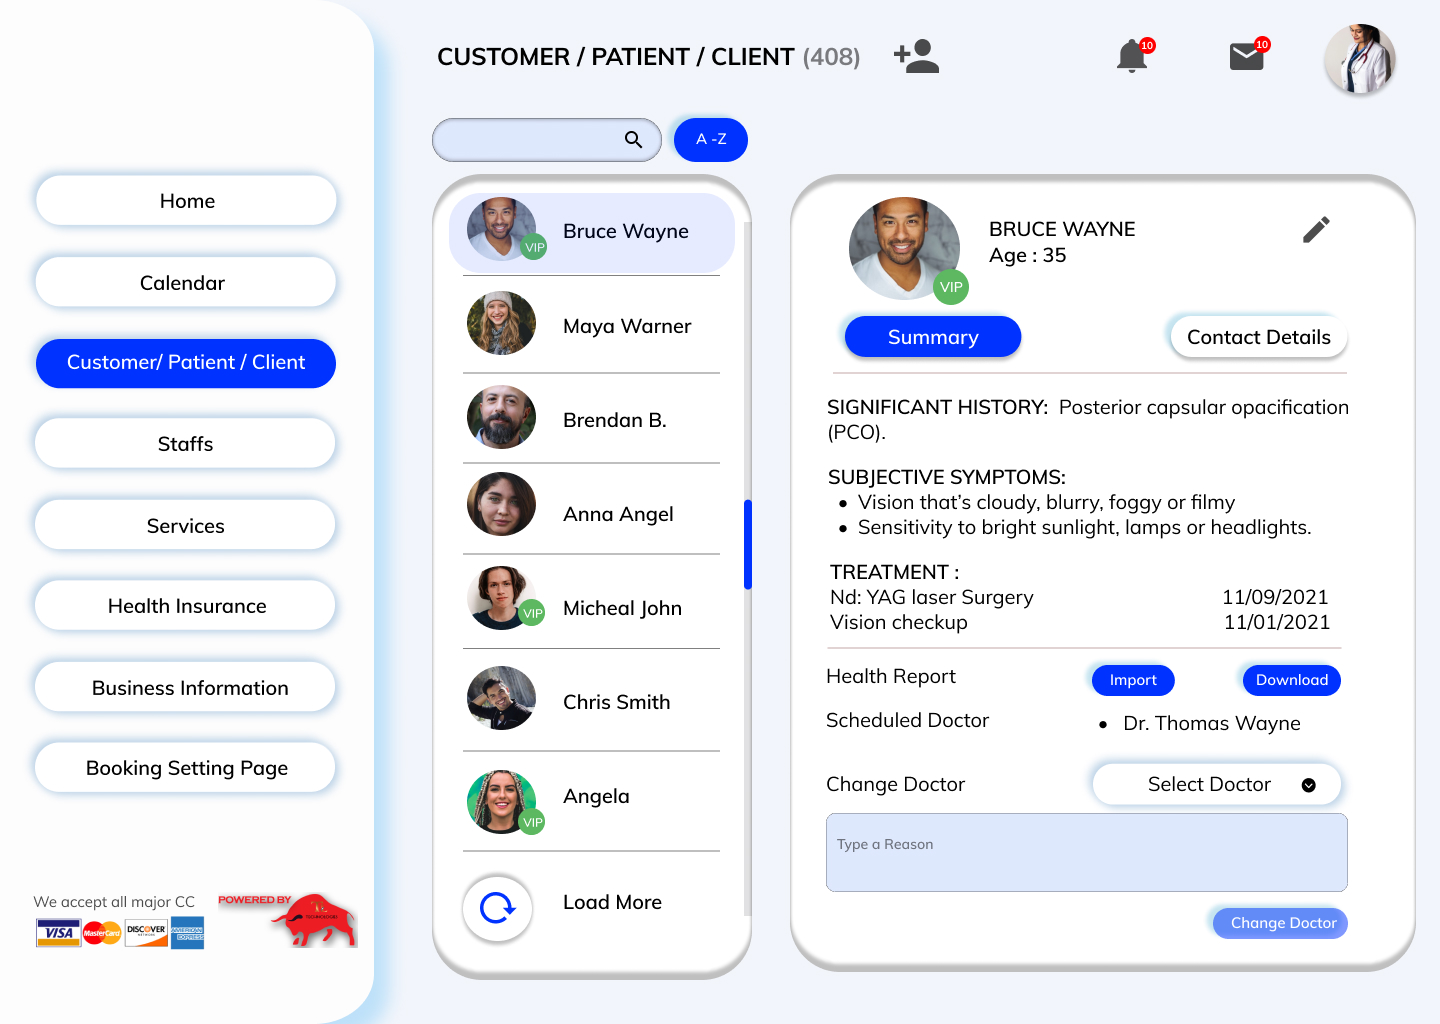 CUSTOMER / PATIENT / CLIENT (408)
10
10
A -Z
Home
Calendar
Customer/ Patient / Client
Staffs
Services
Health Insurance
Business Information
Booking Setting Page
We accept all major CC
VISA
MasterCard
DISCOVER
NETWORK
AMERICAN
EXPRESS
POWERED BY
TECHNOLOGIES
Bruce Wayne
VIP
Maya Warner
Brendan B.
Anna Angel
Micheal John
VIP
Chris Smith
Angela
VIP
Load More
BRUCE WAYNE
Age : 35
VIP
Summary
Contact Details
SIGNIFICANT HISTORY: Posterior capsular opacification
(PCO).
SUBJECTIVE SYMPTOMS:
• Vision that’s cloudy, blurry, foggy or filmy
• Sensitivity to bright sunlight, lamps or headlights.
TREATMENT :
Nd: YAG laser Surgery 11/09/2021
Vision checkup 11/01/2021
Health Report
Import
Download
Scheduled Doctor
• Dr. Thomas Wayne
Change Doctor
Select Doctor
Type a Reason
Change Doctor